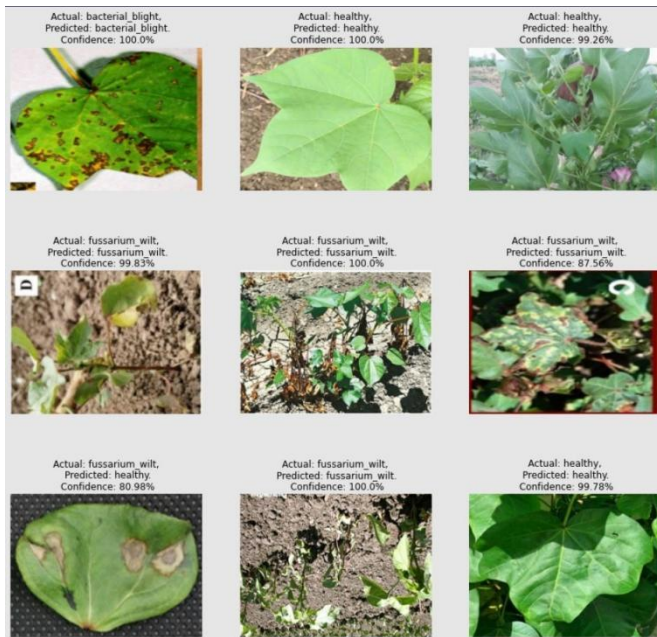 Actual: bacterial_blight,
Predicted: bacterial_blight.
Confidence: 100.0%
Actual: healthy,
Predicted: healthy.
Confidence: 100.0%
Actual: healthy,
Predicted: healthy.
Confidence: 99.26%
Actual: fussarium_wilt,
Predicted: fussarium_wilt.
Confidence: 99.83%
Actual: fussarium_wilt,
Predicted: fussarium_wilt.
Confidence: 100.0%
Actual: fussarium_wilt,
Predicted: fussarium_wilt.
Confidence: 87.56%
D
C
Actual: fussarium_wilt,
Predicted: healthy.
Confidence: 80.98%
Actual: fussarium_wilt,
Predicted: fussarium_wilt.
Confidence: 100.0%
Actual: healthy,
Predicted: healthy.
Confidence: 99.78%